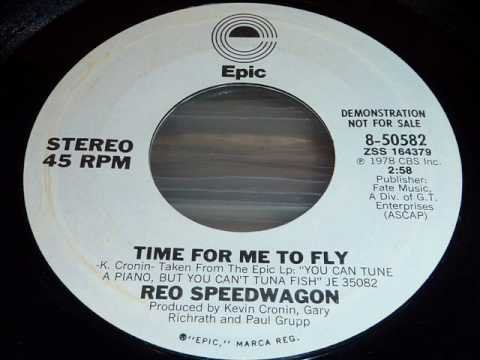 Epic
STEREO
45 RPM
DEMONSTRATION
NOT FOR SALE
8-50582
ZSS 164379
℗ 1978 CBS Inc.
2:58
Publisher:
Fate Music,
A Div. of G.T.
Enterprises
(ASCAP)
TIME FOR ME TO FLY
-K. Cronin- Taken From The Epic Lp: "YOU CAN TUNE
A PIANO, BUT YOU CAN'T TUNA FISH" JE 35082
REO SPEEDWAGON
Produced by Kevin Cronin, Gary
Richrath and Paul Grupp
®"EPIC," MARCA REG.